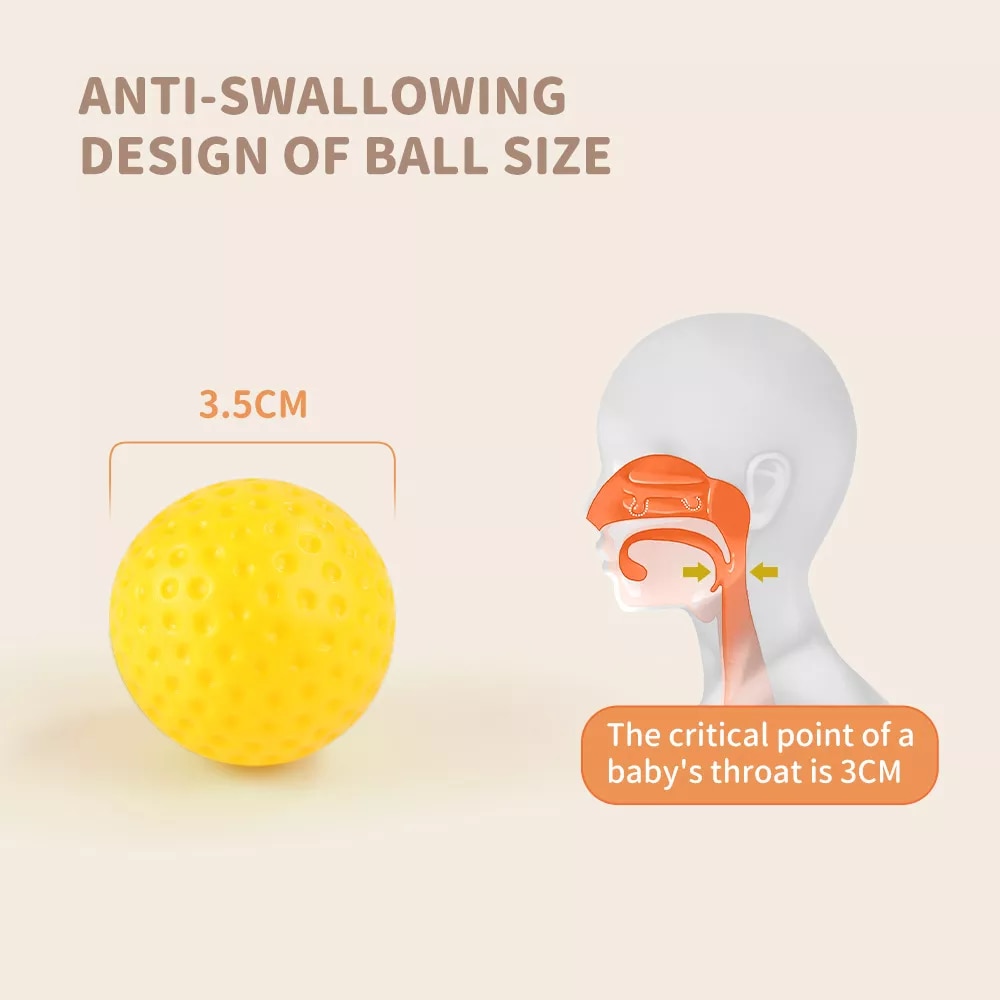 ANTI-SWALLOWING
DESIGN OF BALL SIZE
3.5CM
The critical point of a
baby's throat is 3CM